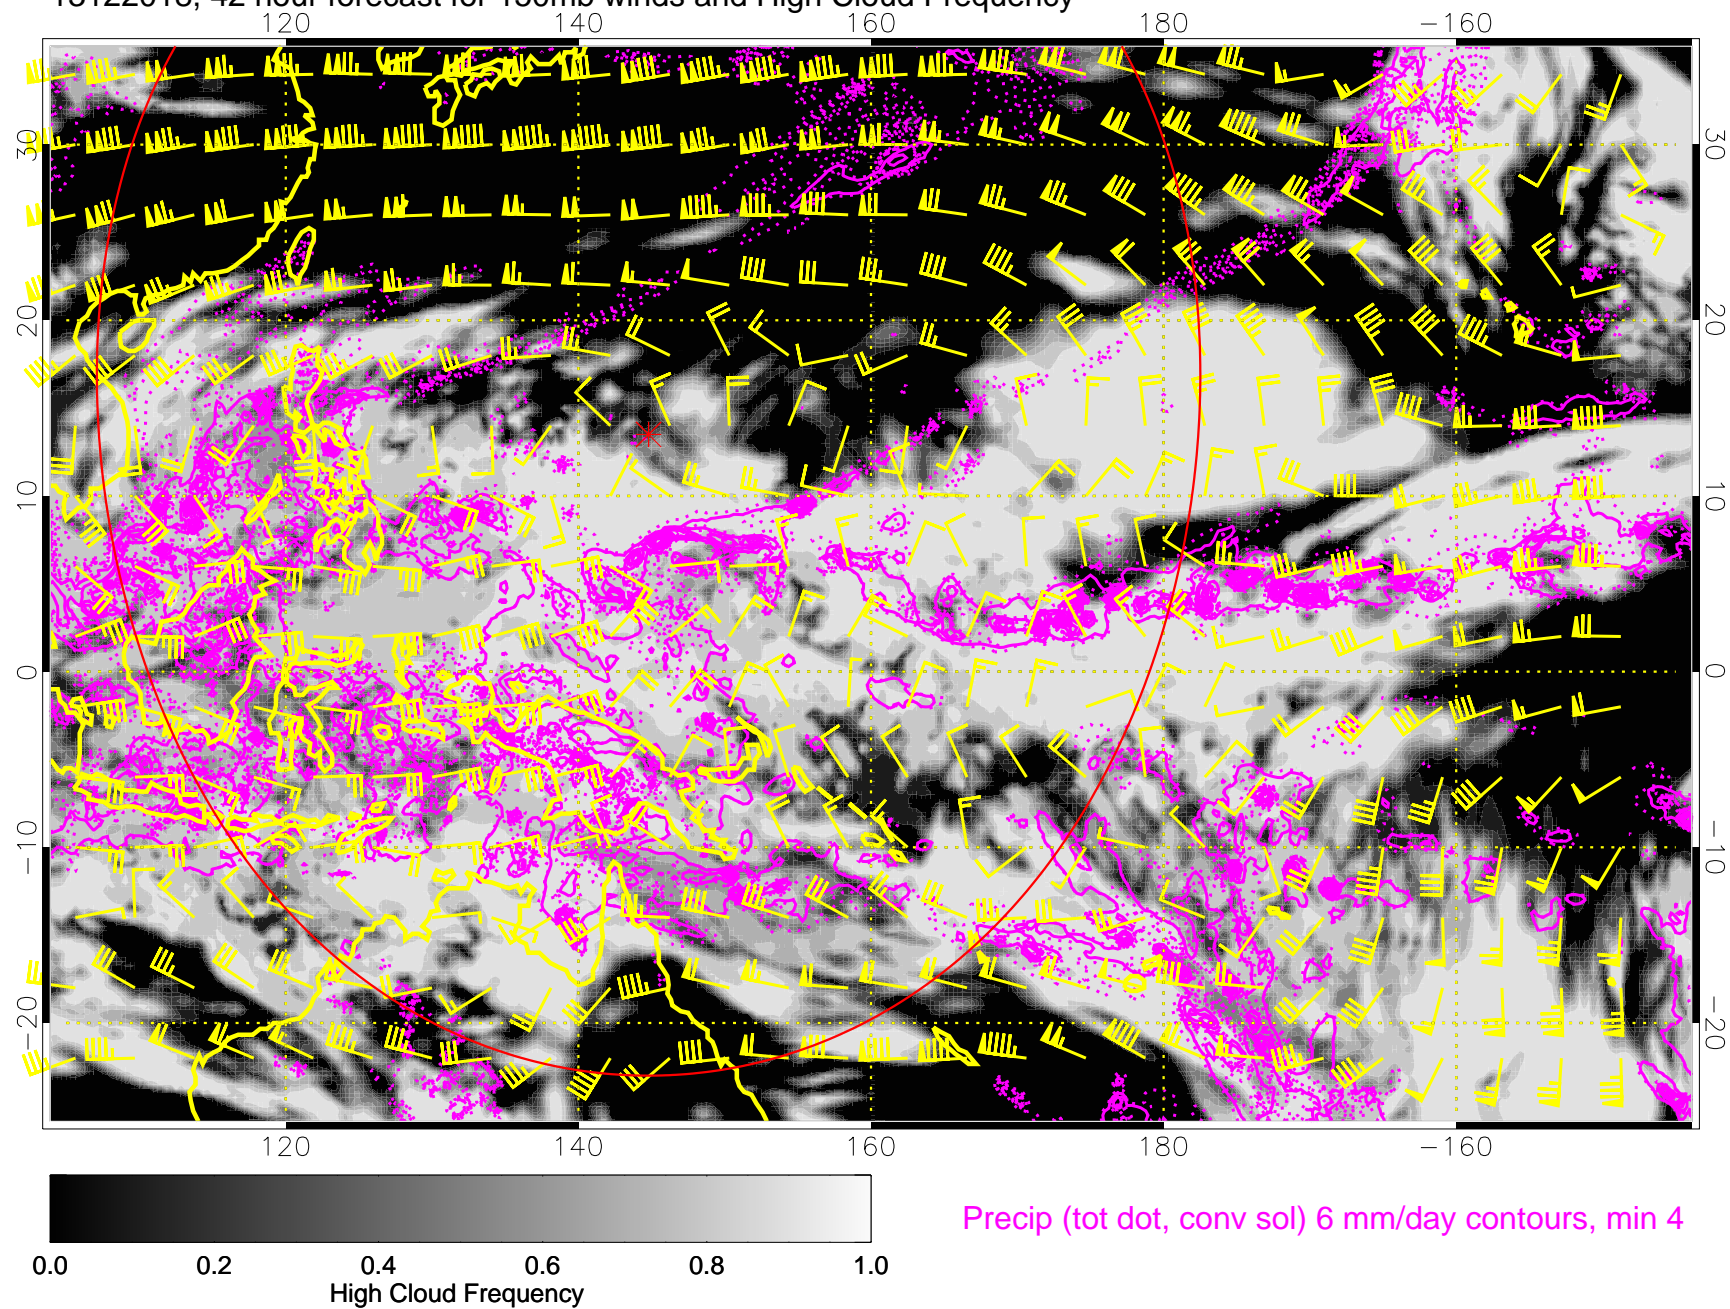 120 140 160 180 −160
30 30
20 20
10 10
0 0
−10 −10
−20 −20
120 140 160 180 −160
0.0 0.2 0.4 0.6 0.8 1.0
High Cloud Frequency
Precip (tot dot, conv sol) 6 mm/day contours, min 4